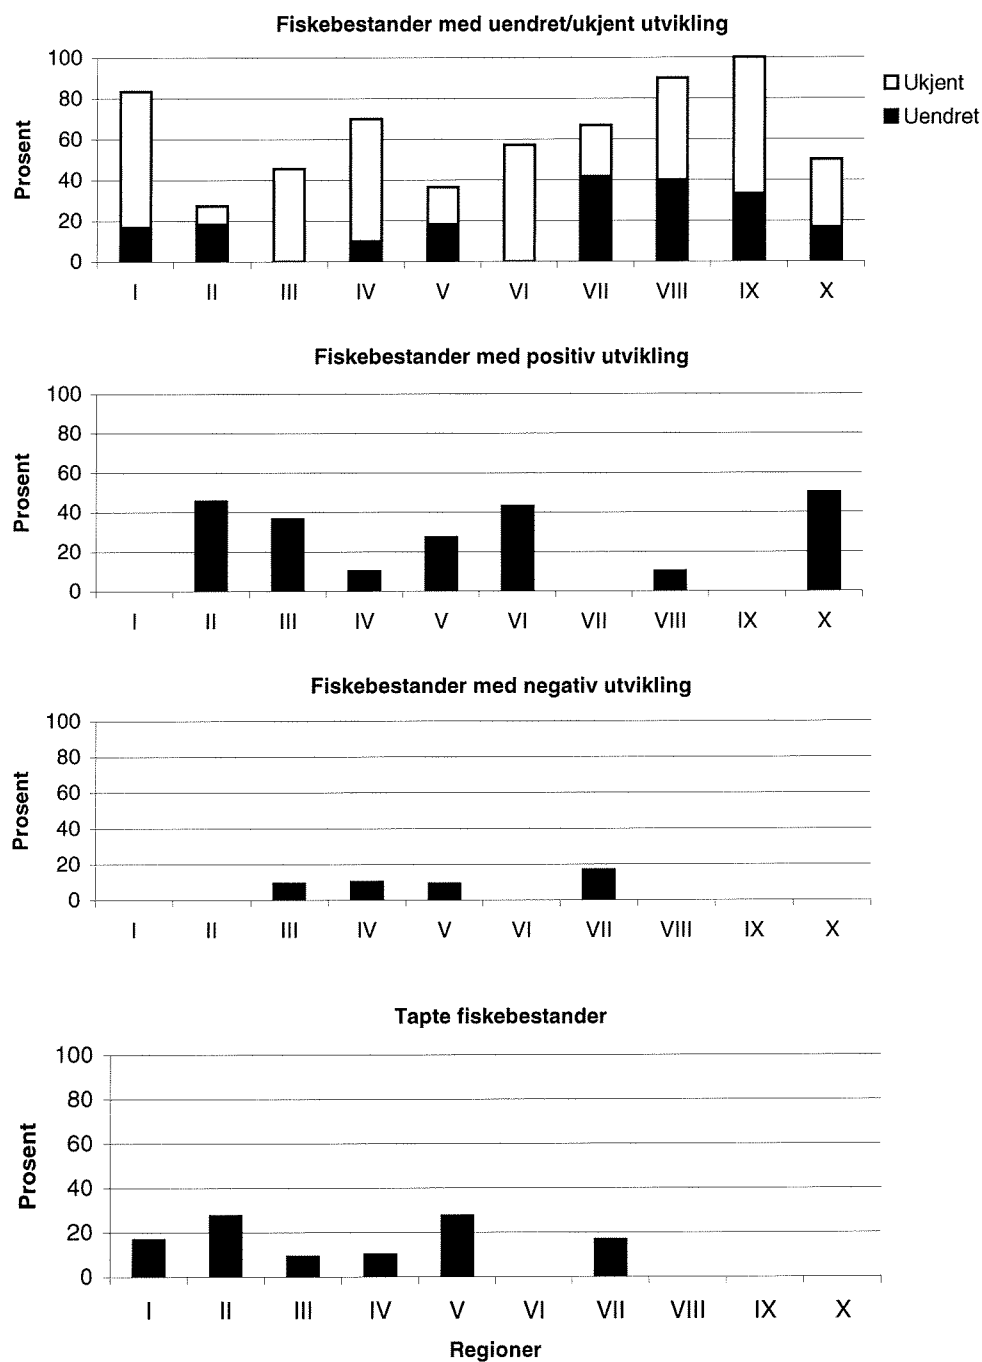 Fiskebestander med uendret/ukjent utvikling
100
80
60
40
20
0
Prosent
I II III IV V VI VII VIII IX X
Ukjent
Uendret
Fiskebestander med positiv utvikling
100
80
60
40
20
0
Prosent
I II III IV V VI VII VIII IX X
Fiskebestander med negativ utvikling
100
80
60
40
20
0
Prosent
I II III IV V VI VII VIII IX X
Tapte fiskebestander
100
80
60
40
20
0
Prosent
I II III IV V VI VII VIII IX X
Regioner